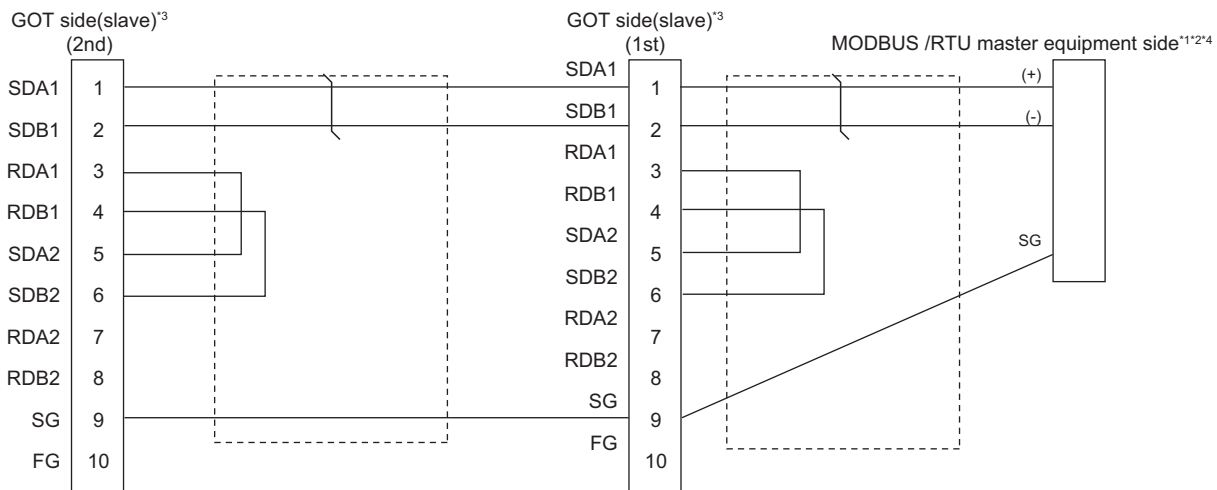 GOT side(slave)*3
(2nd)
SDA1 1
SDB1 2
RDA1 3
RDB1 4
SDA2 5
SDB2 6
RDA2 7
RDB2 8
SG 9
FG 10
GOT side(slave)*3
(1st)
SDA1 1
SDB1 2
RDA1 3
RDB1 4
SDA2 5
SDB2 6
RDA2 7
RDB2 8
SG 9
FG 10
MODBUS /RTU master equipment side*1*2*4
(+)
(-)
SG